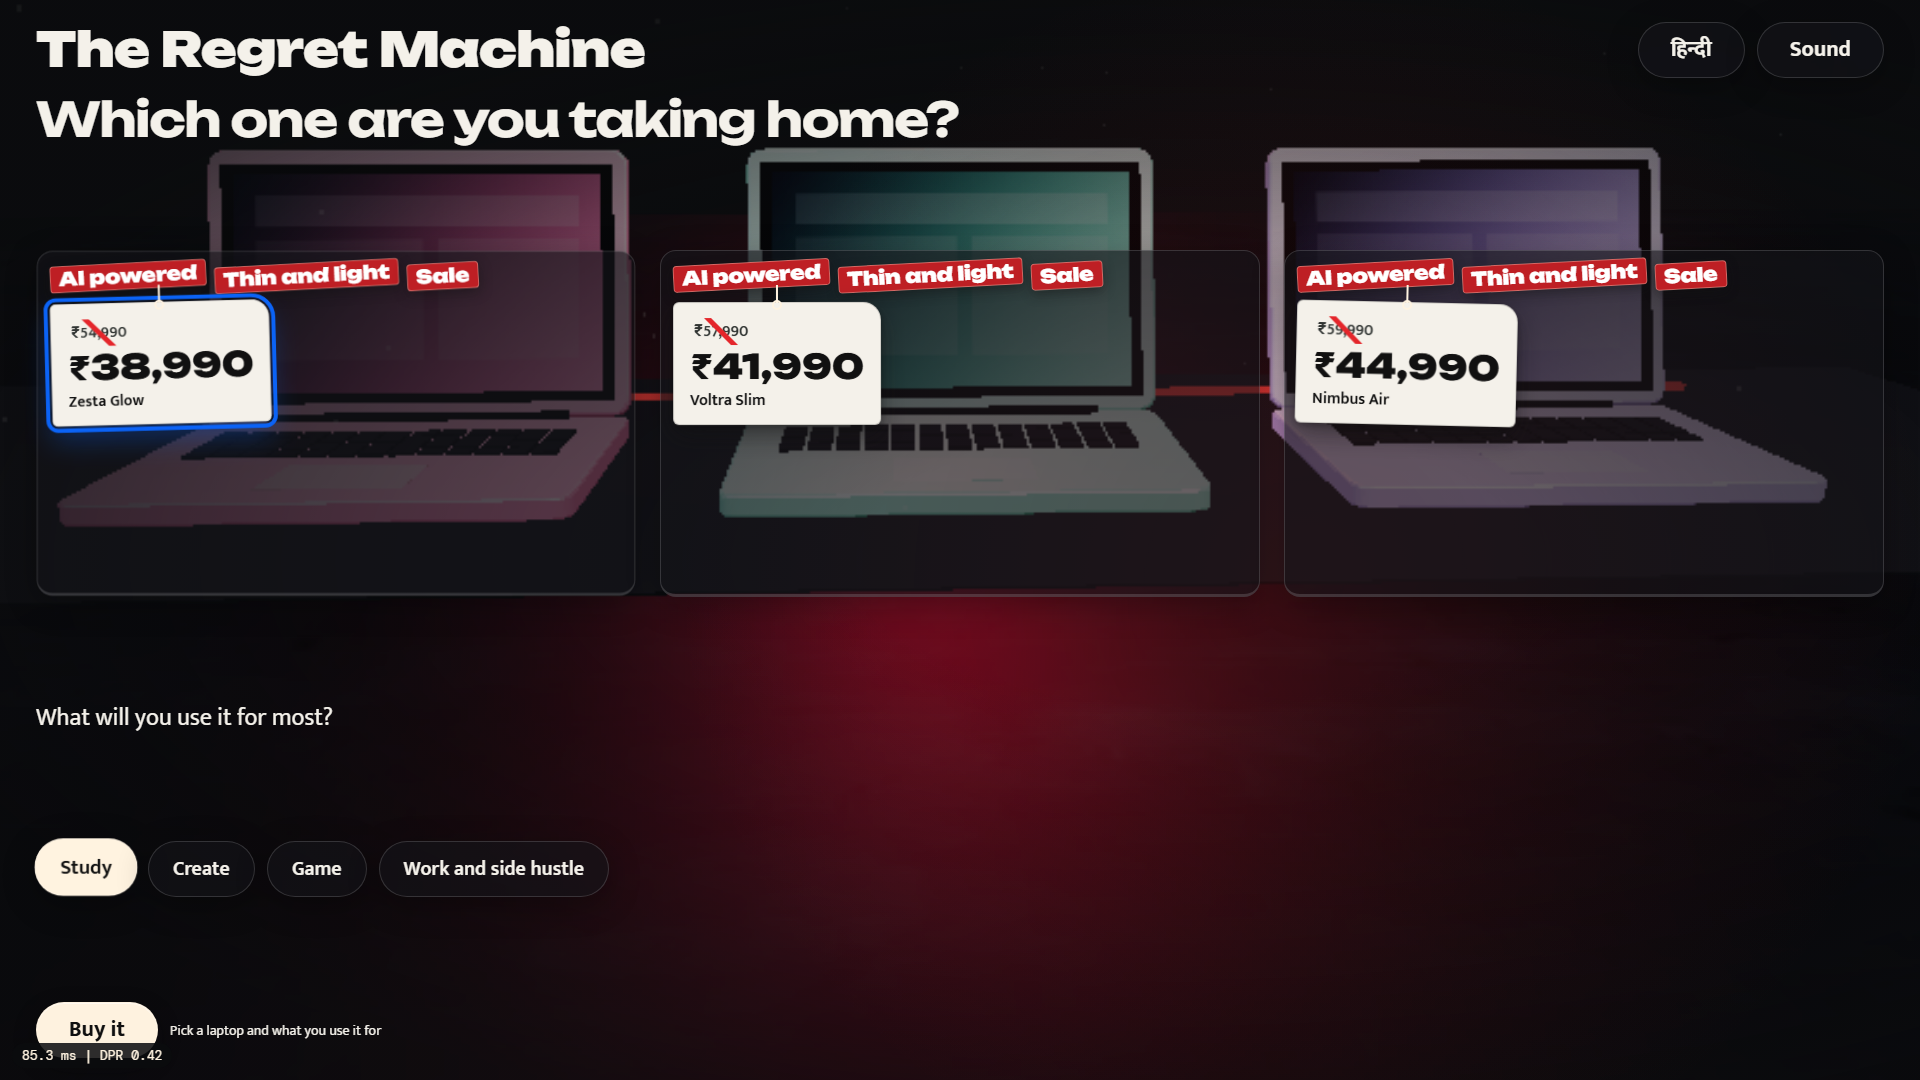 The Regret Machine
हिन्दी
Sound
Which one are you taking home?
AI powered
Thin and light
Sale
₹54,990
₹38,990
Zesta Glow
AI powered
Thin and light
Sale
₹57,990
₹41,990
Voltra Slim
AI powered
Thin and light
Sale
₹59,990
₹44,990
Nimbus Air
What will you use it for most?
Study
Create
Game
Work and side hustle
Buy it
Pick a laptop and what you use it for
85.3 ms | DPR 0.42